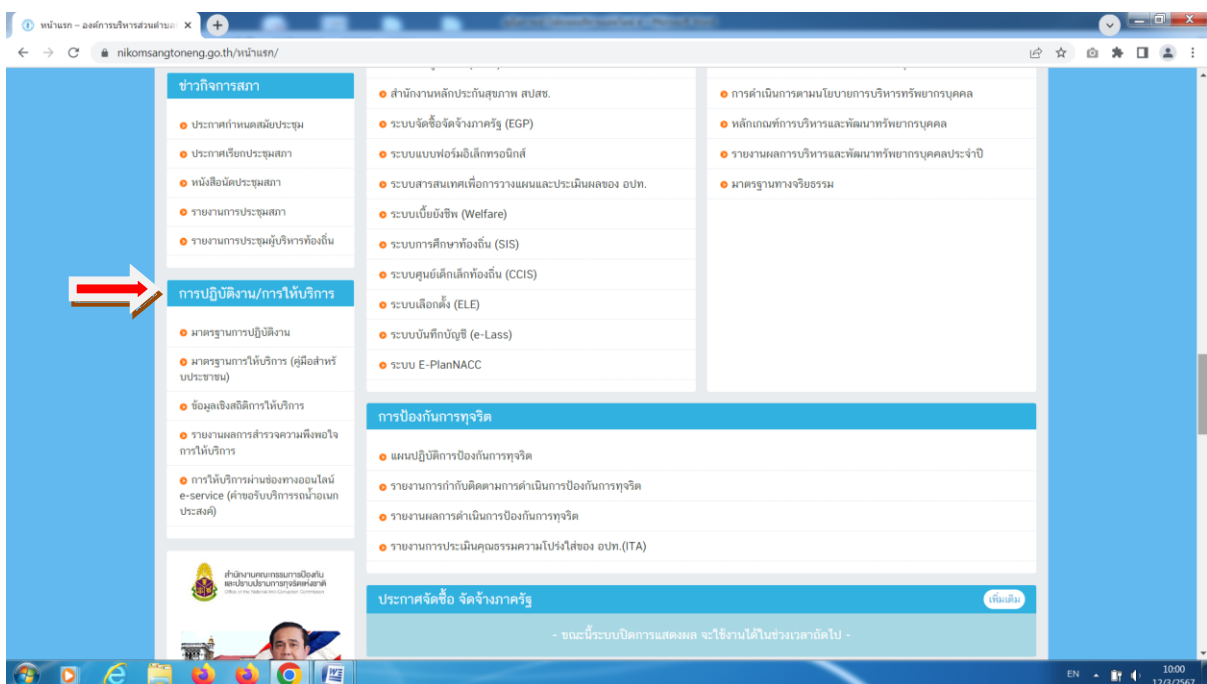 หน้าแรก – องค์การบริหารส่วนตำบล
nikomsangtoneng.go.th/หน้าแรก/
ข่าวกิจการสภา
ประกาศกำหนดสมัยประชุม
ประกาศเรียกประชุมสภา
หนังสือนัดประชุมสภา
รายงานการประชุมสภา
รายงานการประชุมผู้บริหารท้องถิ่น
การปฏิบัติงาน/การให้บริการ
มาตรฐานการปฏิบัติงาน
มาตรฐานการให้บริการ (คู่มือสำหรั
บประชาชน)
ข้อมูลเชิงสถิติการให้บริการ
รายงานผลการสำรวจความพึงพอใจ
การให้บริการ
การให้บริการผ่านช่องทางออนไลน์
e-service (คำขอรับบริการรถน้ำอเนก
ประสงค์)
สำนักงานคณะกรรมการป้องกัน
และปราบปรามการทุจริตแห่งชาติ
Office of the National Anti-Corruption Commission
สำนักงานหลักประกันสุขภาพ สปสช.
ระบบจัดซื้อจัดจ้างภาครัฐ (EGP)
ระบบแบบฟอร์มอิเล็กทรอนิกส์
ระบบสารสนเทศเพื่อการวางแผนและประเมินผลของ อปท.
ระบบเบี้ยยังชีพ (Welfare)
ระบบการศึกษาท้องถิ่น (SIS)
ระบบศูนย์เด็กเล็กท้องถิ่น (CCIS)
ระบบเลือกตั้ง (ELE)
ระบบบันทึกบัญชี (e-Lass)
ระบบ E-PlanNACC
การดำเนินการตามนโยบายการบริหารทรัพยากรบุคคล
หลักเกณฑ์การบริหารและพัฒนาทรัพยากรบุคคล
รายงานผลการบริหารและพัฒนาทรัพยากรบุคคลประจำปี
มาตรฐานทางจริยธรรม
การป้องกันการทุจริต
แผนปฏิบัติการป้องกันการทุจริต
รายงานการกำกับติดตามการดำเนินการป้องกันการทุจริต
รายงานผลการดำเนินการป้องกันการทุจริต
รายงานการประเมินคุณธรรมความโปร่งใส่ของ อปท.(ITA)
ประกาศจัดซื้อ จัดจ้างภาครัฐ
เพิ่มเติม
- ขณะนี้ระบบปิดการแสดงผล จะใช้งานได้ในช่วงเวลาถัดไป -
EN
10:00
12/3/2567